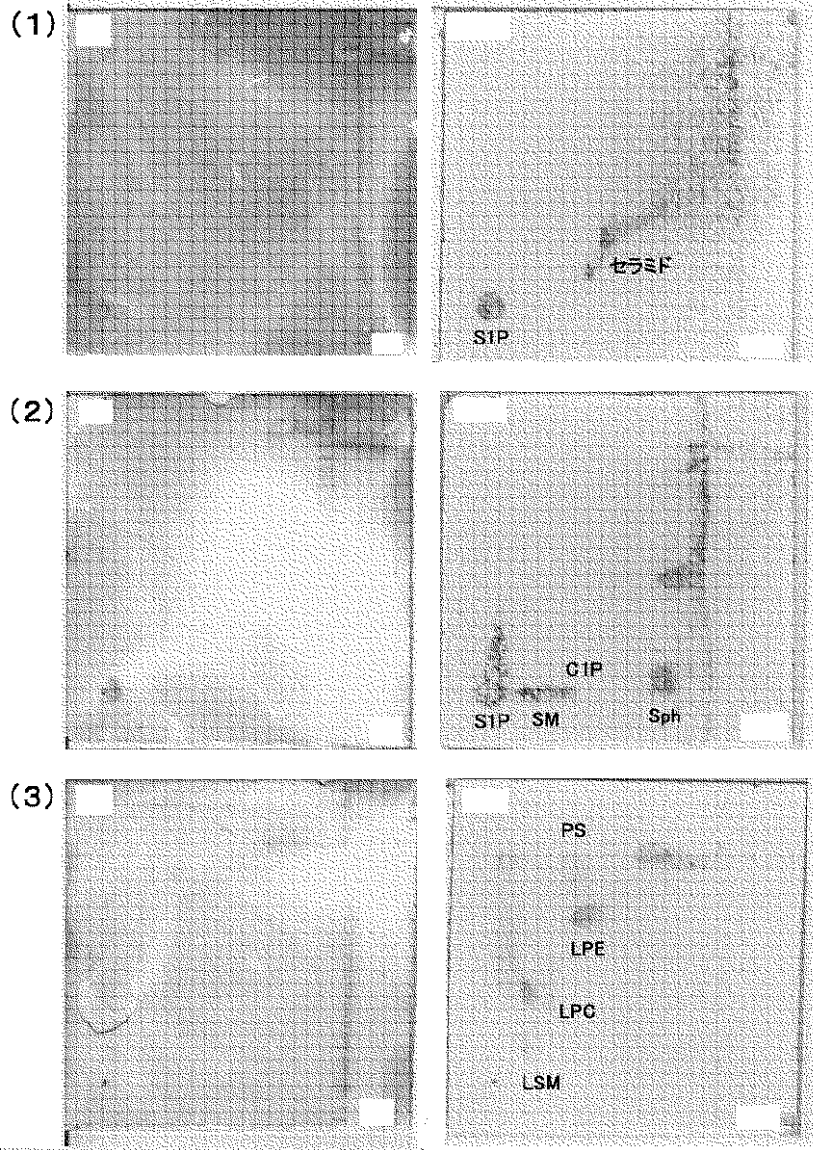 (1)
セラミド
S1P
(2)
C1P
S1P SM Sph
(3)
PS
LPE
LPC
LSM